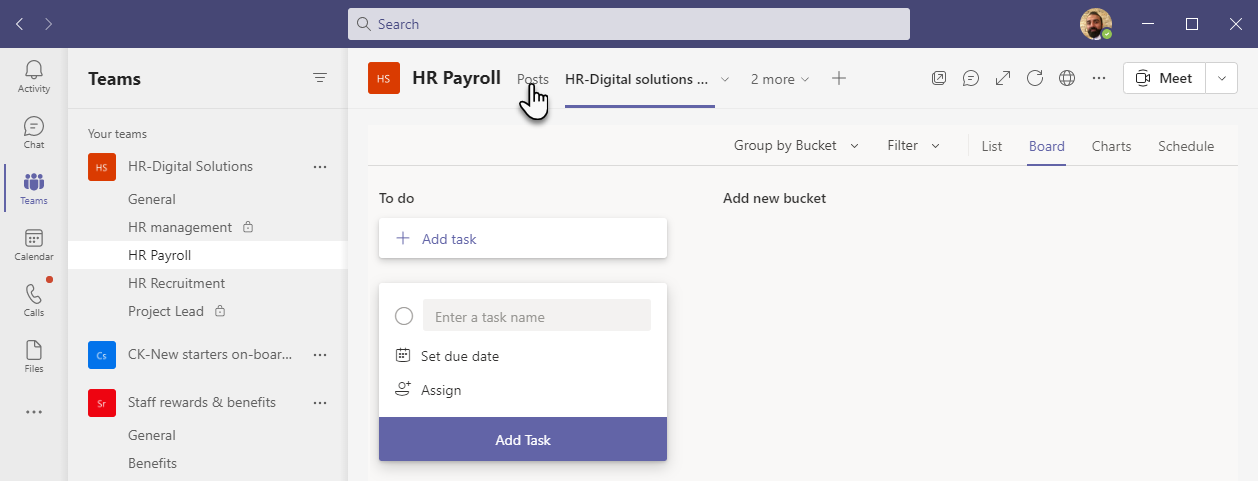 Search
Activity
Chat
Teams
Calendar
Calls
Files
Teams
Your teams
HS HR-Digital Solutions
General
HR management
HR Payroll
HR Recruitment
Project Lead
Cs CK-New starters on-boar...
Sr Staff rewards & benefits
General
Benefits
HS HR Payroll Posts HR-Digital solutions ... 2 more Meet
Group by Bucket Filter List Board Charts Schedule
To do Add new bucket
Add task
Enter a task name
Set due date
Assign
Add Task